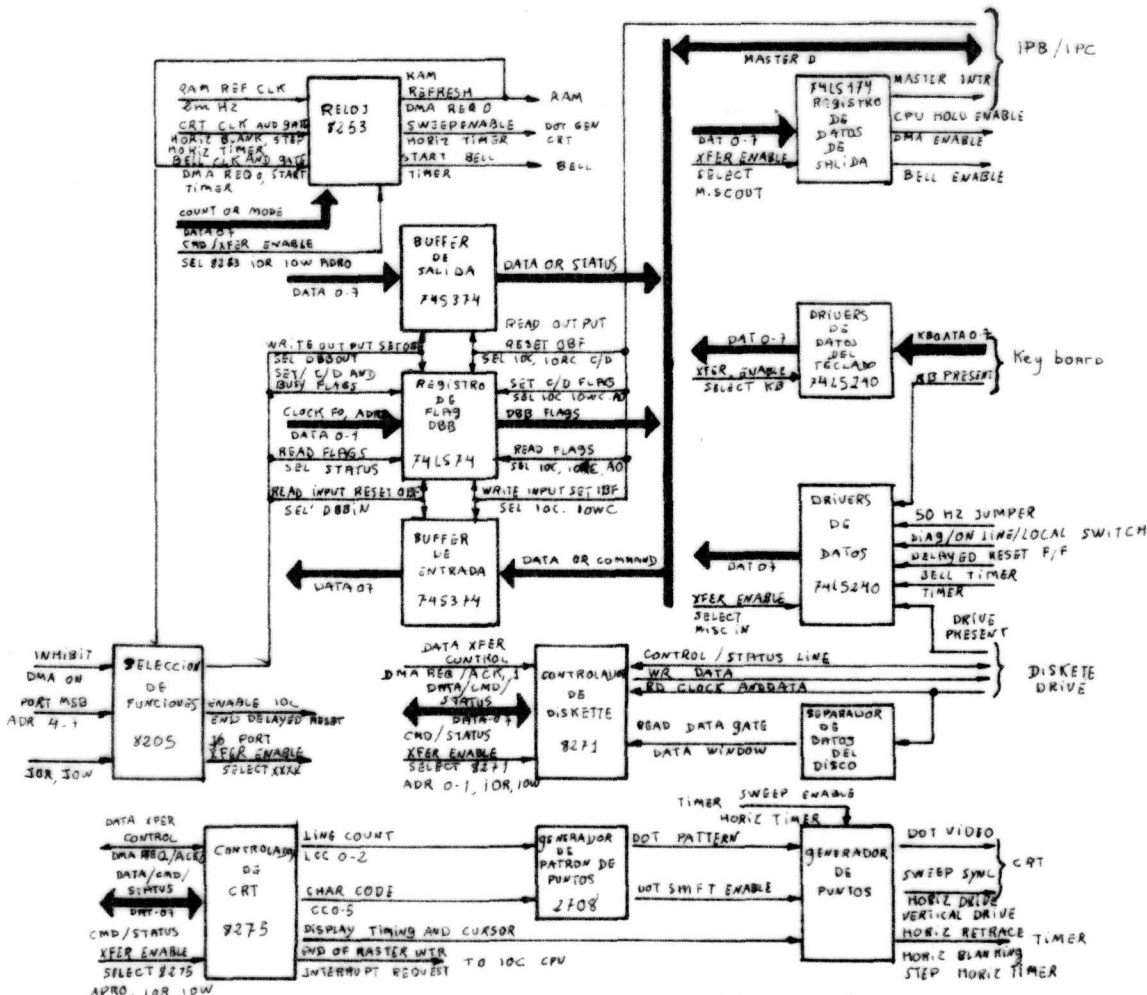 IPB/IPC
MASTER D
RAM REF CLK
2m HZ
CRT CLK AND GATE
HORIZ BLANK, STEP
HORIZ TIMER
BELL CLK AND GATE
DMA REQ 0, START
TIMER
COUNT OR MODE
DATA 07
CMD/XFER ENABLE
SEL 8253 IOR IOW ADR0
RELOJ
8253
RAM
REFRESH
DMA REQ 0
SWEEPENABLE
HORIZ TIMER
START BELL
TIMER
RAM
DOT GEN
CRT
BELL
74LS174
REGISTRO
DE
DATOS
DE
SALIDA
DAT 0-7
XFER ENABLE
SELECT
M.SCOUT
MASTER INTR
CPU HOLD ENABLE
DMA ENABLE
BELL ENABLE
BUFFER
DE
SALIDA
74S374
DATA 0-7
DATA OR STATUS
READ OUTPUT
WRITE OUTPUT SETOBF
SEL DBBOUT
SET/ C/D AND
BUSY FLAGS
RESET OBF
SEL IOC, IORC C/D
REGISTRO
DE
FLAG
DBB
74LS74
SET C/D FLAG
SEL IOC IOWC, A0
CLOCK F0, ADR0
DATA 0-1
DBB FLAGS
READ FLAGS
SEL STATUS
READ FLAGS
SEL IOC, IORC, A0
READ INPUT RESET OBF
SEL' DBBIN
WRITE INPUT SET IBF
SEL IOC. IOWC
BUFFER
DE
ENTRADA
74S374
DATA 07
DATA OR COMMAND
DRIVERS
DE
DATOS
DEL
TECLADO
74LS240
DAT 0-7
XFER. ENABLE
SELECT KB
KBDATA 0-7
KB PRESENT
Key board
DRIVERS
DE
DATOS
74LS240
DAT 07
XFER ENABLE
SELECT
MISC IN
50 HZ JUMPER
DIAG/ON LINE/LOCAL SWITCH
DELAYED RESET F/F
BELL TIMER
TIMER
DRIVE
PRESENT
INHIBIT
DMA ON
PORT MSB
ADR 4-7
IOR, IOW
SELECCION
DE
FUNCIONES
8205
ENABLE IOC
END DELAYED RESET
I/O PORT
XFER ENABLE
SELECT XXXX
DATA XFER
CONTROL
DMA REQ/ACK, 1
DATA/CMD/
STATUS
DATA-07
CMD/STATUS
XFER ENABLE
SELECT 8271
ADR 0-1, IOR, IOW
CONTROLADOR
DE
DISKETTE
8271
CONTROL/STATUS LINE
WR DATA
RD CLOCK ANDDATA
READ DATA GATE
DATA WINDOW
DISKETE
DRIVE
SEPARADOR
DE
DATOS
DEL
DISCO
DATA XFER
CONTROL
DMA REQ/ACK
DATA/CMD/
STATUS
DAT-07
CMD/STATUS
XFER ENABLE
SELECT 8275
ADR0, IOR IOW
CONTROLADOR
DE
CRT
8275
LINE COUNT
LCC 0-2
CHAR CODE
CC0-5
DISPLAY TIMING AND CURSOR
END OF RASTER INTR
INTERRUPT REQUEST
TO IOC CPU
GENERADOR
DE
PATRON DE
PUNTOS
2708
DOT PATTERN
DOT SHIFT ENABLE
TIMER
SWEEP ENABLE
HORIZ TIMER
GENERADOR
DE
PUNTOS
DOT VIDEO
SWEEP SYNC
HORIZ DRIVE
VERTICAL DRIVE
CRT
HORIZ RETRACE
HORIZ BLANKING
STEP HORIZ TIMER
TIMER